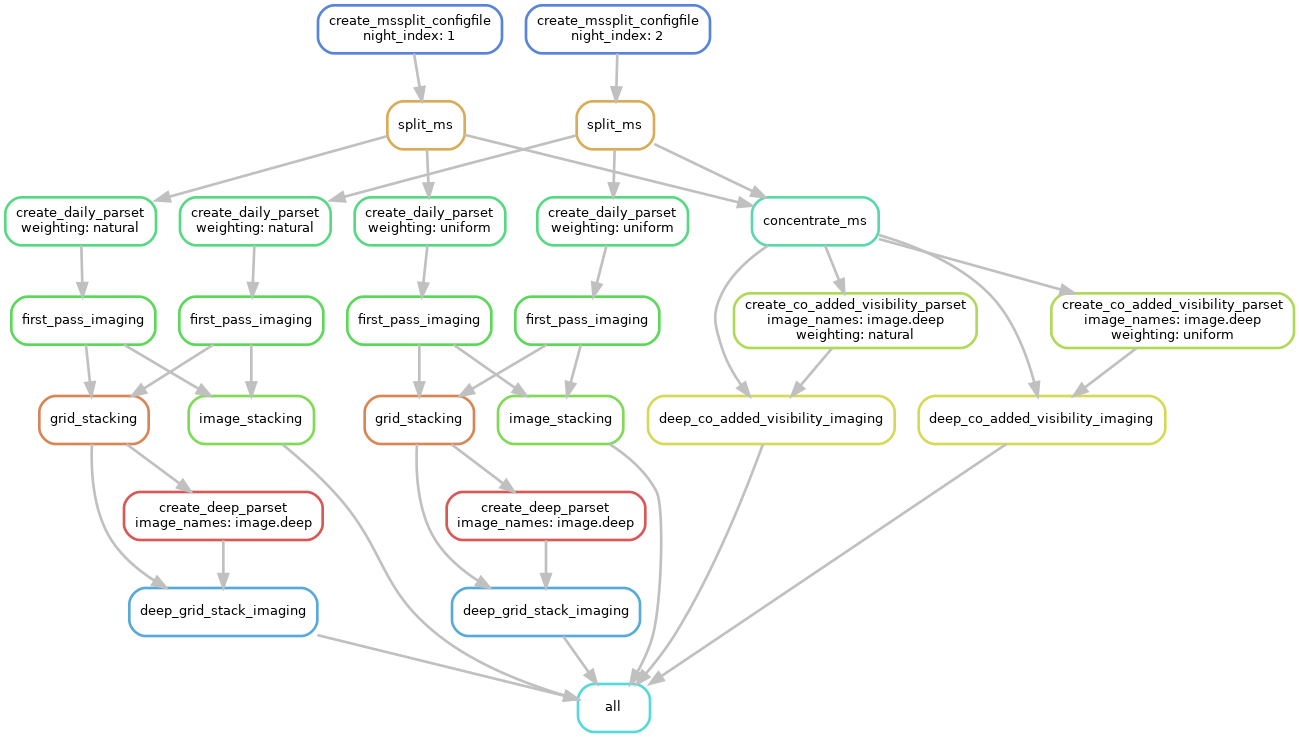 create_mssplit_configfile
night_index: 1
create_mssplit_configfile
night_index: 2
split_ms
split_ms
create_daily_parset
weighting: natural
create_daily_parset
weighting: natural
create_daily_parset
weighting: uniform
create_daily_parset
weighting: uniform
concentrate_ms
first_pass_imaging
first_pass_imaging
first_pass_imaging
first_pass_imaging
create_co_added_visibility_parset
image_names: image.deep
weighting: natural
create_co_added_visibility_parset
image_names: image.deep
weighting: uniform
grid_stacking
image_stacking
grid_stacking
image_stacking
deep_co_added_visibility_imaging
deep_co_added_visibility_imaging
create_deep_parset
image_names: image.deep
create_deep_parset
image_names: image.deep
deep_grid_stack_imaging
deep_grid_stack_imaging
all